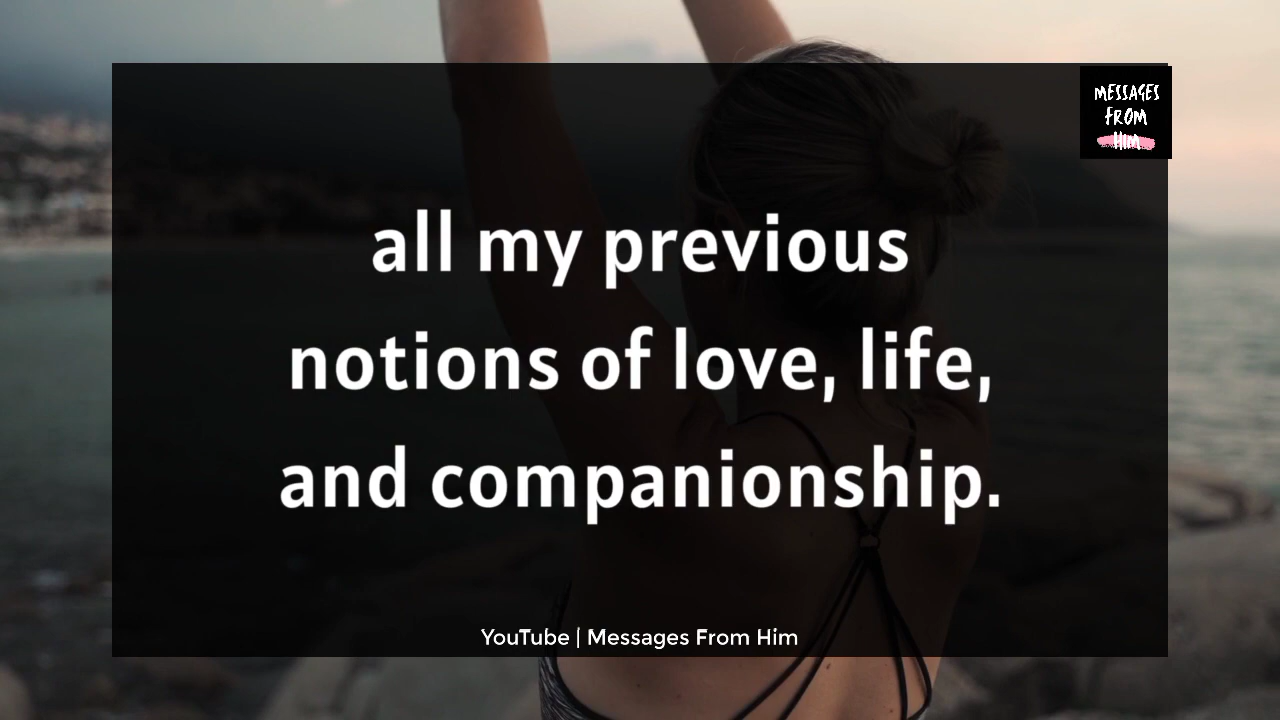 MESSAGES
FROM
HIM
all my previous
notions of love, life,
and companionship.
YouTube | Messages From Him